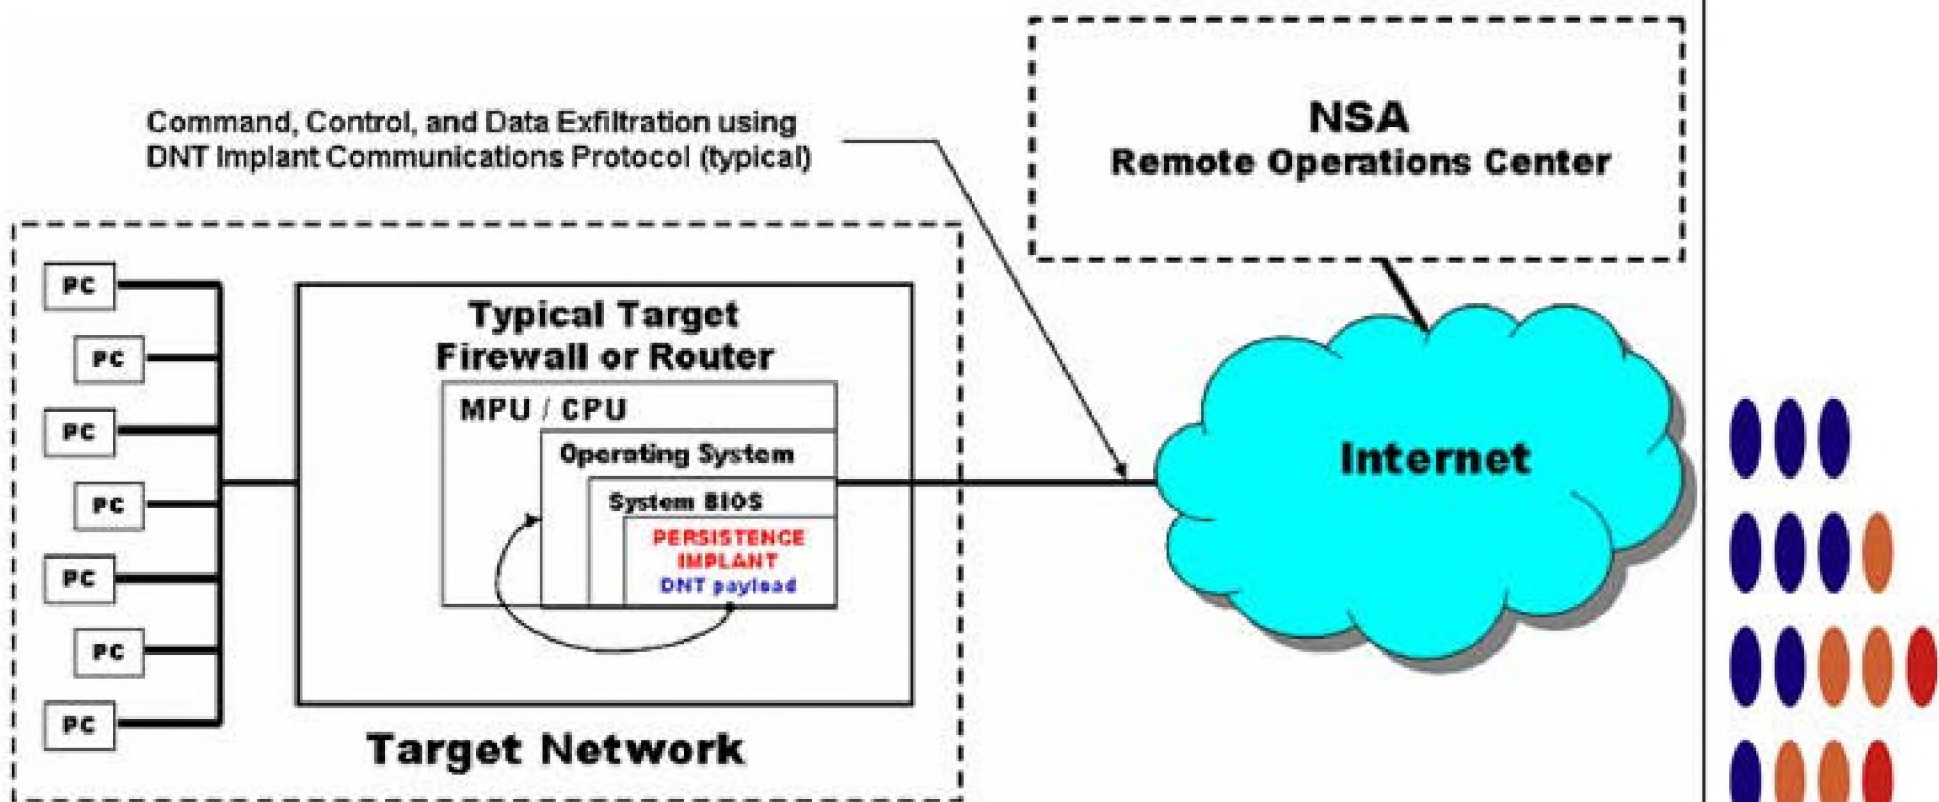 NSA
Remote Operations Center
Command, Control, and Data Exfiltration using
DNT Implant Communications Protocol (typical)
PC
PC
PC
PC
PC
PC
PC
Typical Target
Firewall or Router
MPU / CPU
Operating System
System BIOS
PERSISTENCE
IMPLANT
DNT payload
Internet
Target Network